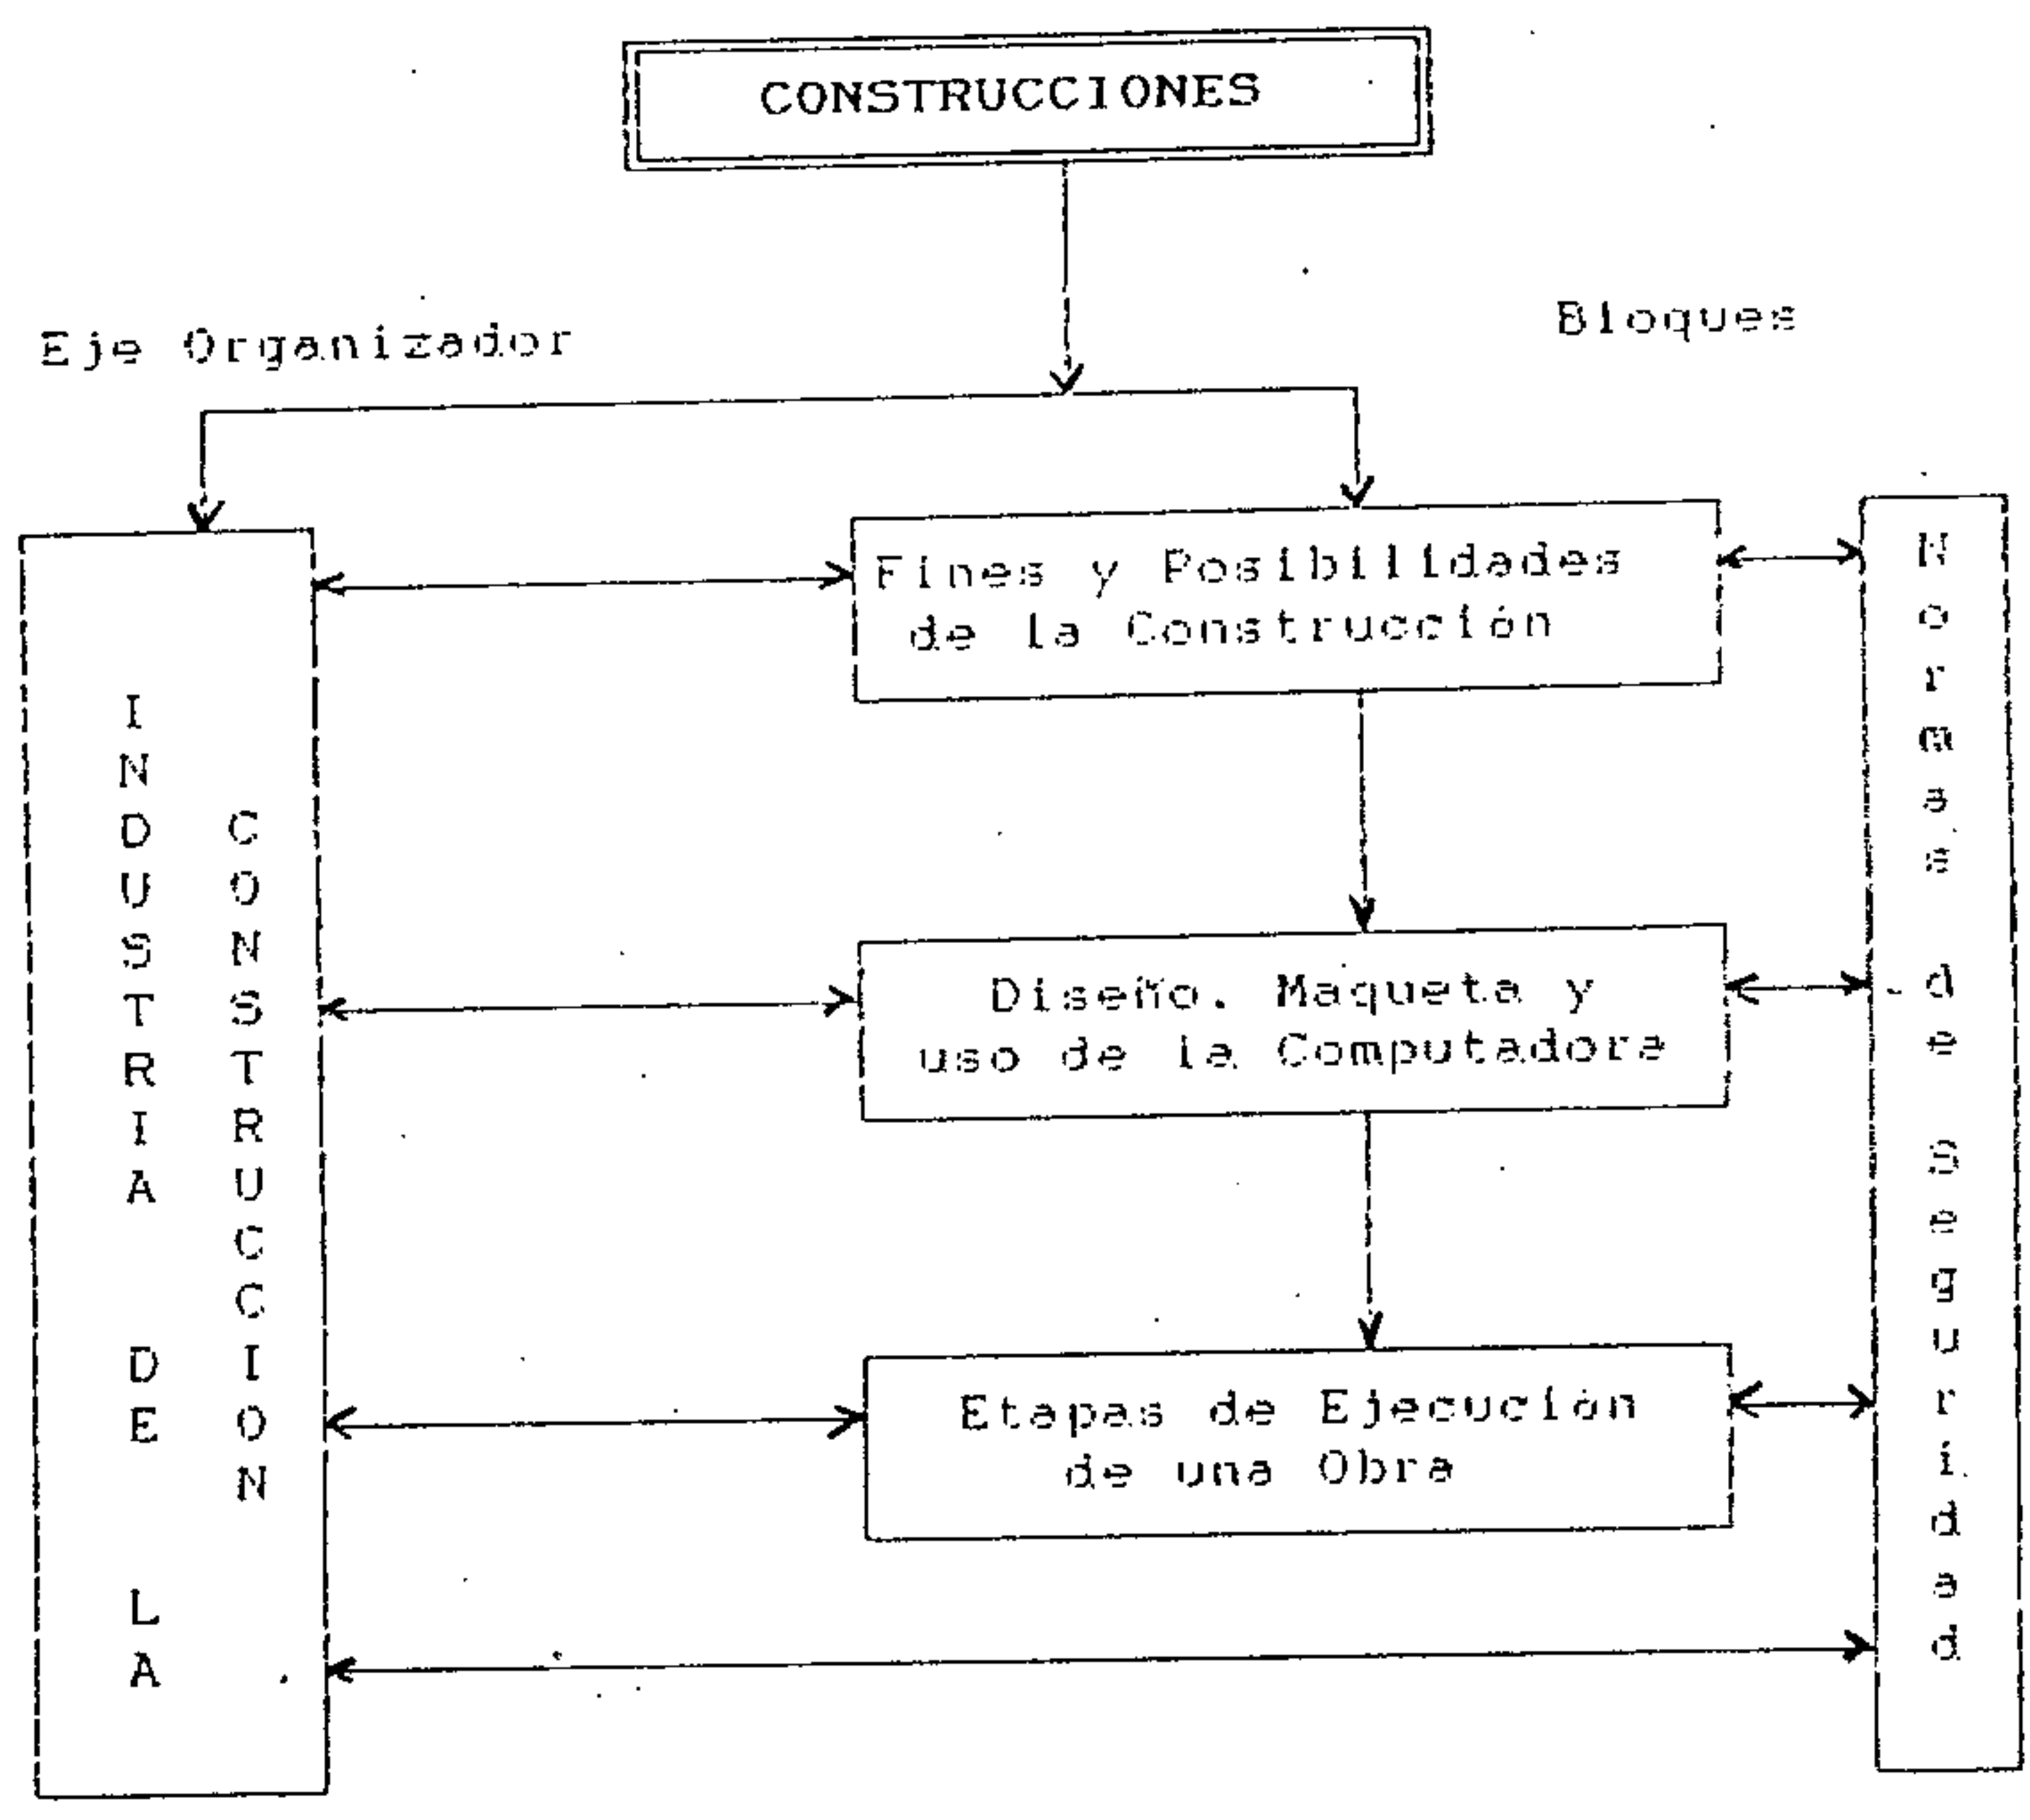 CONSTRUCCIONES
Eje Organizador
Bloques
INDUSTRIA DE LA
CONSTRUCCION
Fines y Posibilidades
de la Construcción
Diseño. Maqueta y
uso de la Computadora
Etapas de Ejecución
de una Obra
Normas de Seguridad